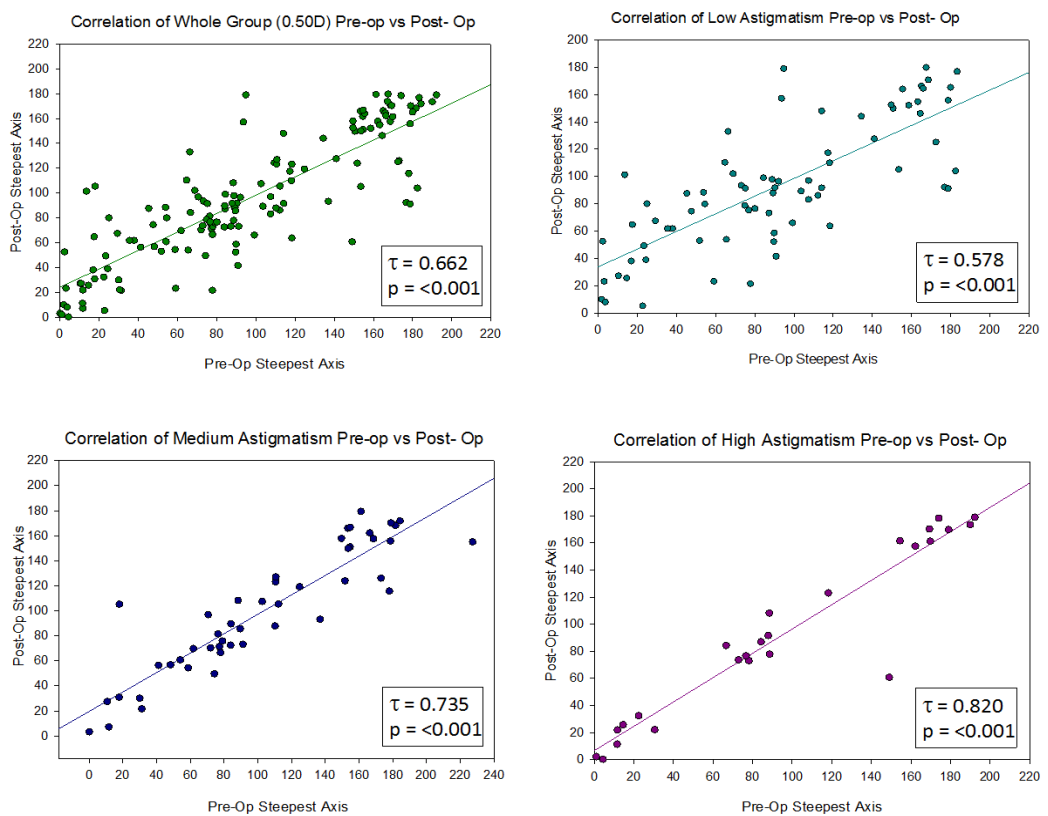 Correlation of Whole Group (0.50D) Pre-op vs Post- Op
220
200
180
160
140
120
100
80
60
40
20
0
Post-Op Steepest Axis
τ = 0.662
p = <0.001
0 20 40 60 80 100 120 140 160 180 200 220
Pre-Op Steepest Axis
Correlation of Low Astigmatism Pre-op vs Post- Op
200
180
160
140
120
100
80
60
40
20
0
Post-Op Steepest Axis
τ = 0.578
p = <0.001
0 20 40 60 80 100 120 140 160 180 200 220
Pre-Op Steepest Axis
Correlation of Medium Astigmatism Pre-op vs Post- Op
220
200
180
160
140
120
100
80
60
40
20
0
Post-Op Steepest Axis
τ = 0.735
p = <0.001
0 20 40 60 80 100 120 140 160 180 200 220 240
Pre-Op Steepest Axis
Correlation of High Astigmatism Pre-op vs Post- Op
220
200
180
160
140
120
100
80
60
40
20
0
Post-Op Steepest Axis
τ = 0.820
p = <0.001
0 20 40 60 80 100 120 140 160 180 200 220
Pre-Op Steepest Axis